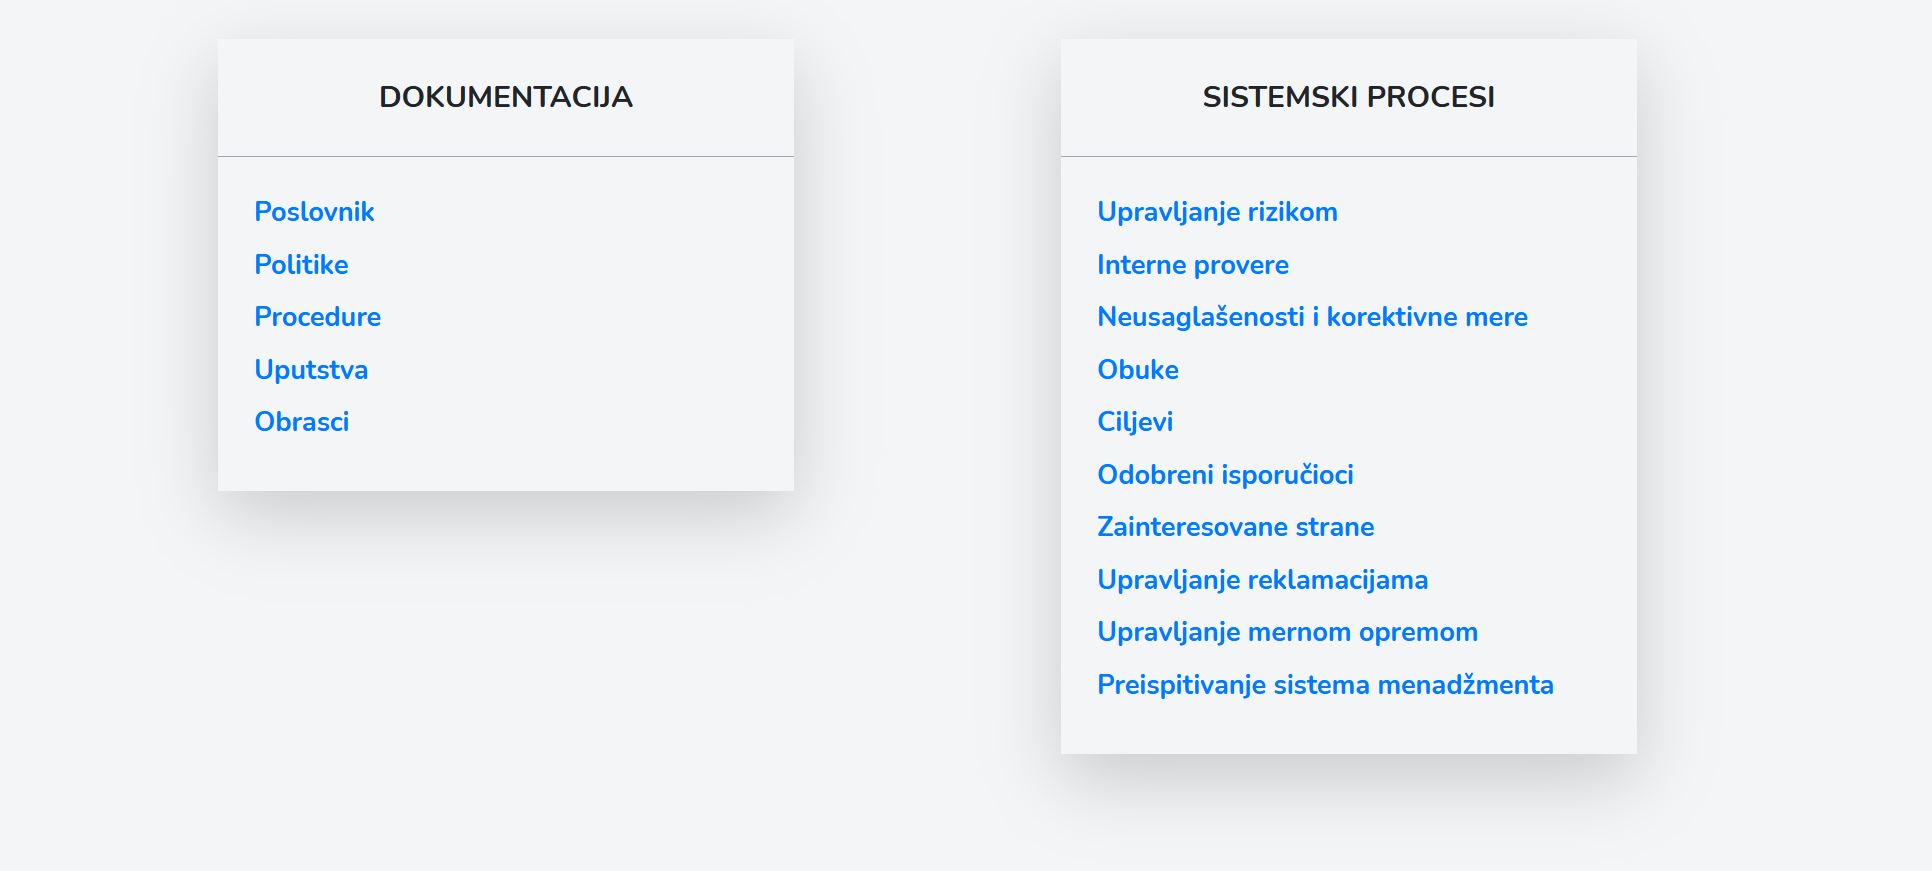 DOKUMENTACIJA
Poslovnik
Politike
Procedure
Uputstva
Obrasci
SISTEMSKI PROCESI
Upravljanje rizikom
Interne provere
Neusaglašenosti i korektivne mere
Obuke
Ciljevi
Odobreni isporučioci
Zainteresovane strane
Upravljanje reklamacijama
Upravljanje mernom opremom
Preispitivanje sistema menadžmenta